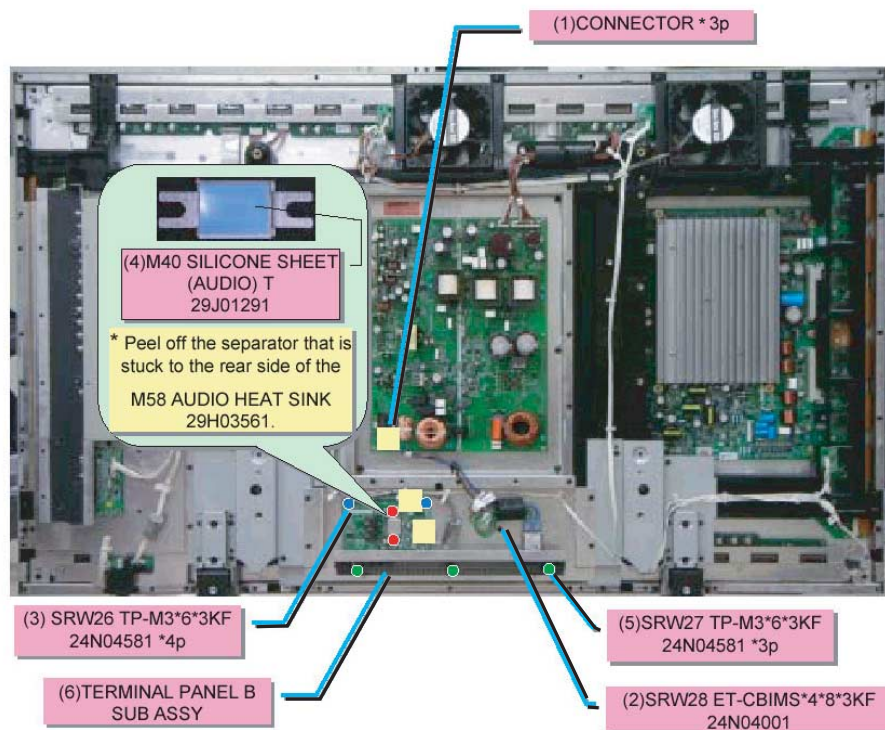 (1)CONNECTOR * 3p
(4)M40 SILICONE SHEET
(AUDIO) T
29J01291
* Peel off the separator that is
stuck to the rear side of the
M58 AUDIO HEAT SINK
29H03561.
(3) SRW26 TP-M3*6*3KF
24N04581 *4p
(5)SRW27 TP-M3*6*3KF
24N04581 *3p
(6)TERMINAL PANEL B
SUB ASSY
(2)SRW28 ET-CBIMS*4*8*3KF
24N04001